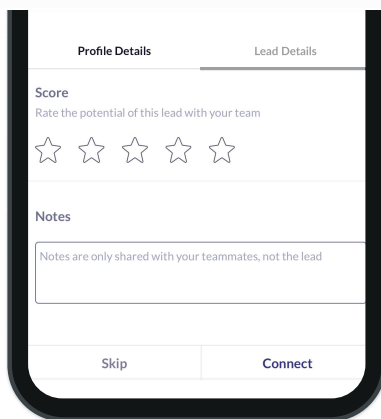 Profile Details Lead Details
Score
Rate the potential of this lead with your team
Notes
Notes are only shared with your teammates, not the lead
Skip Connect